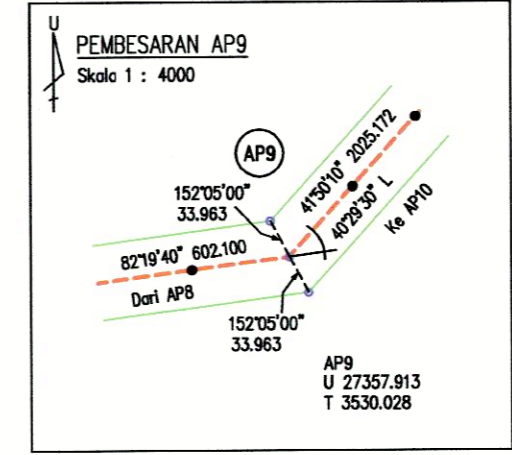 U
PEMBESARAN AP9
Skala 1 : 4000
AP9
152°05'00"
33.963
41°50'10" 2025.172
40°29'30" L
Ke AP10
82°19'40" 602.100
Dari AP8
152°05'00"
33.963
AP9
U 27357.913
T 3530.028